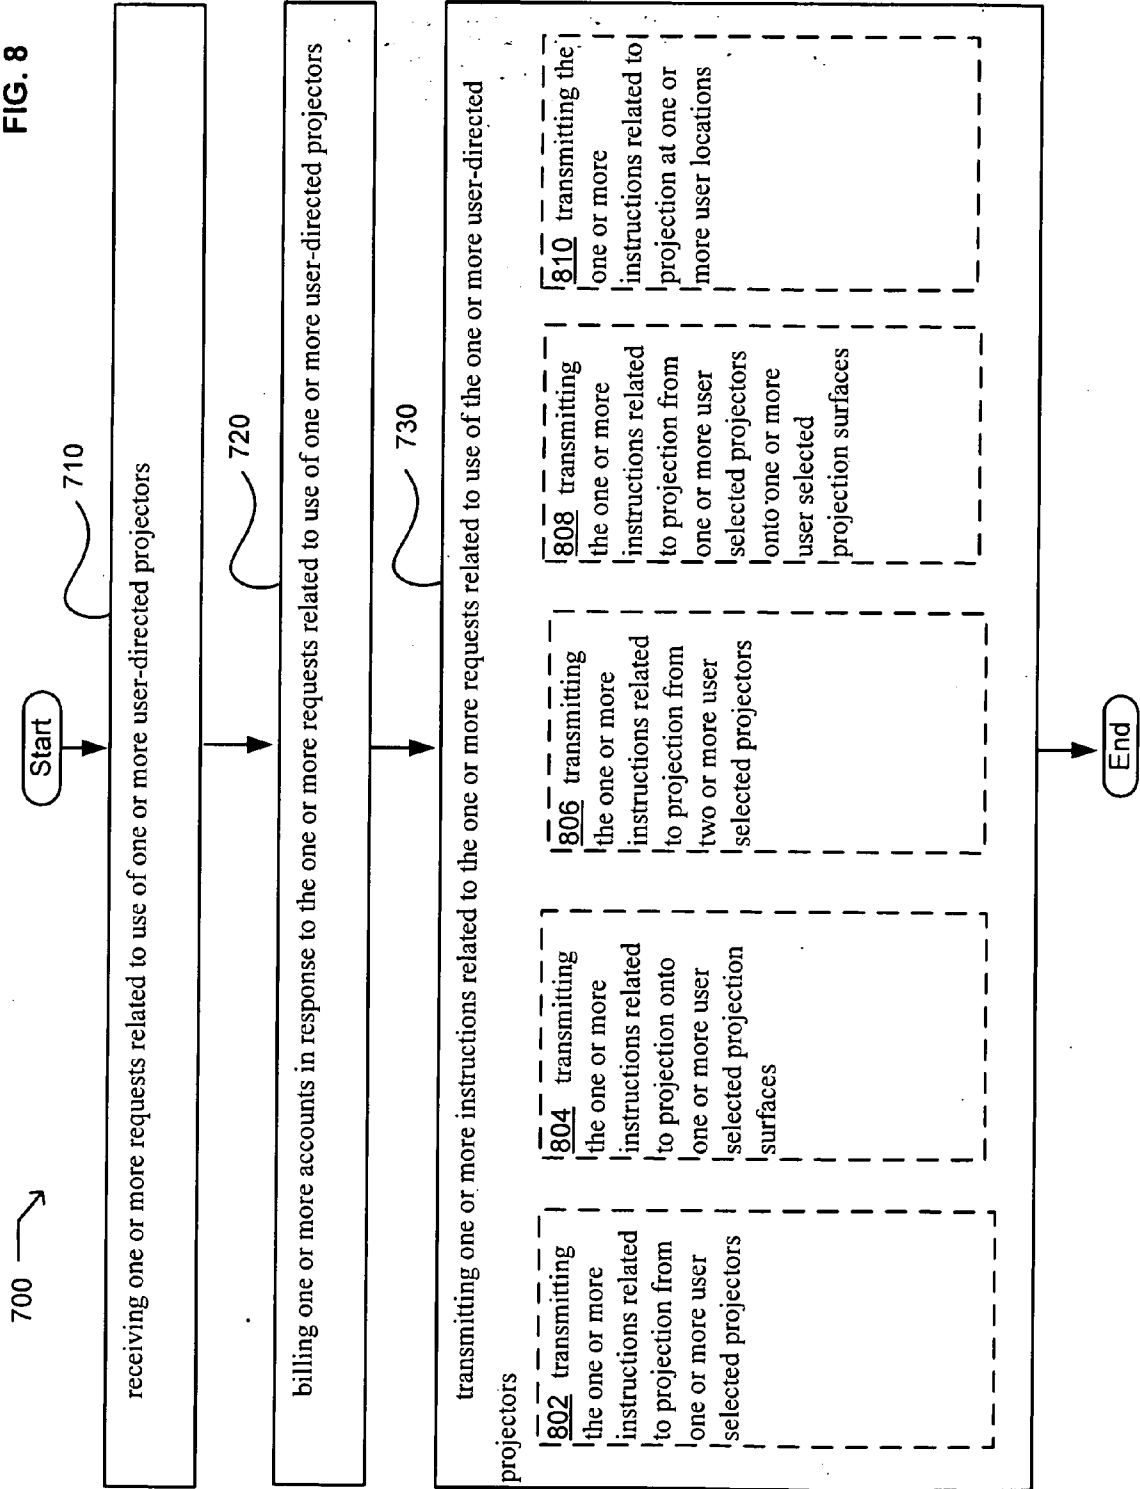 FIG. 8
700
Start
710
receiving one or more requests related to use of one or more user-directed projectors
720
billing one or more accounts in response to the one or more requests related to use of one or more user-directed projectors
730
transmitting one or more instructions related to the one or more requests related to use of the one or more user-directed
projectors
802 transmitting
the one or more
instructions related
to projection from
one or more user
selected projectors
804 transmitting
the one or more
instructions related
to projection onto
one or more user
selected projection
surfaces
806 transmitting
the one or more
instructions related
to projection from
two or more user
selected projectors
808 transmitting
the one or more
instructions related
to projection from
one or more user
selected projectors
onto one or more
user selected
projection surfaces
810 transmitting the
one or more
instructions related to
projection at one or
more user locations
End